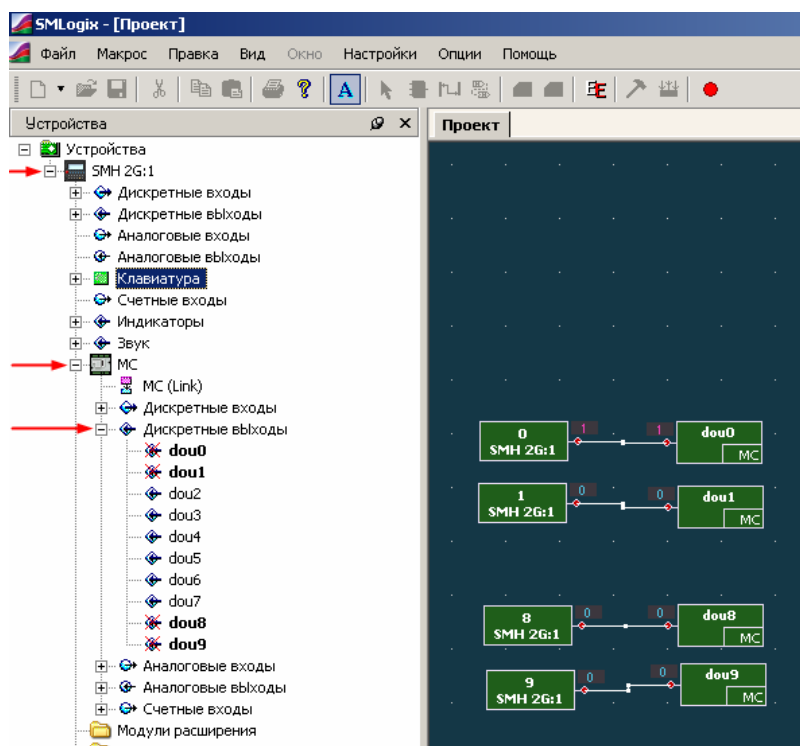 SMLogix - [Проект]
Файл Макрос Правка Вид Окно Настройки Опции Помощь
A
Устройства
Проект
Устройства
SMH 2G:1
Дискретные входы
Дискретные вЫходы
Аналоговые входы
Аналоговые вЫходы
Клавиатура
Счетные входы
Индикаторы
Звук
MC
MC (Link)
Дискретные входы
Дискретные вЫходы
dou0
dou1
dou2
dou3
dou4
dou5
dou6
dou7
dou8
dou9
Аналоговые входы
Аналоговые вЫходы
Счетные входы
Модули расширения
0
SMH 2G:1
1
1
dou0
MC
1
SMH 2G:1
0
0
dou1
MC
8
SMH 2G:1
0
0
dou8
MC
9
SMH 2G:1
0
0
dou9
MC